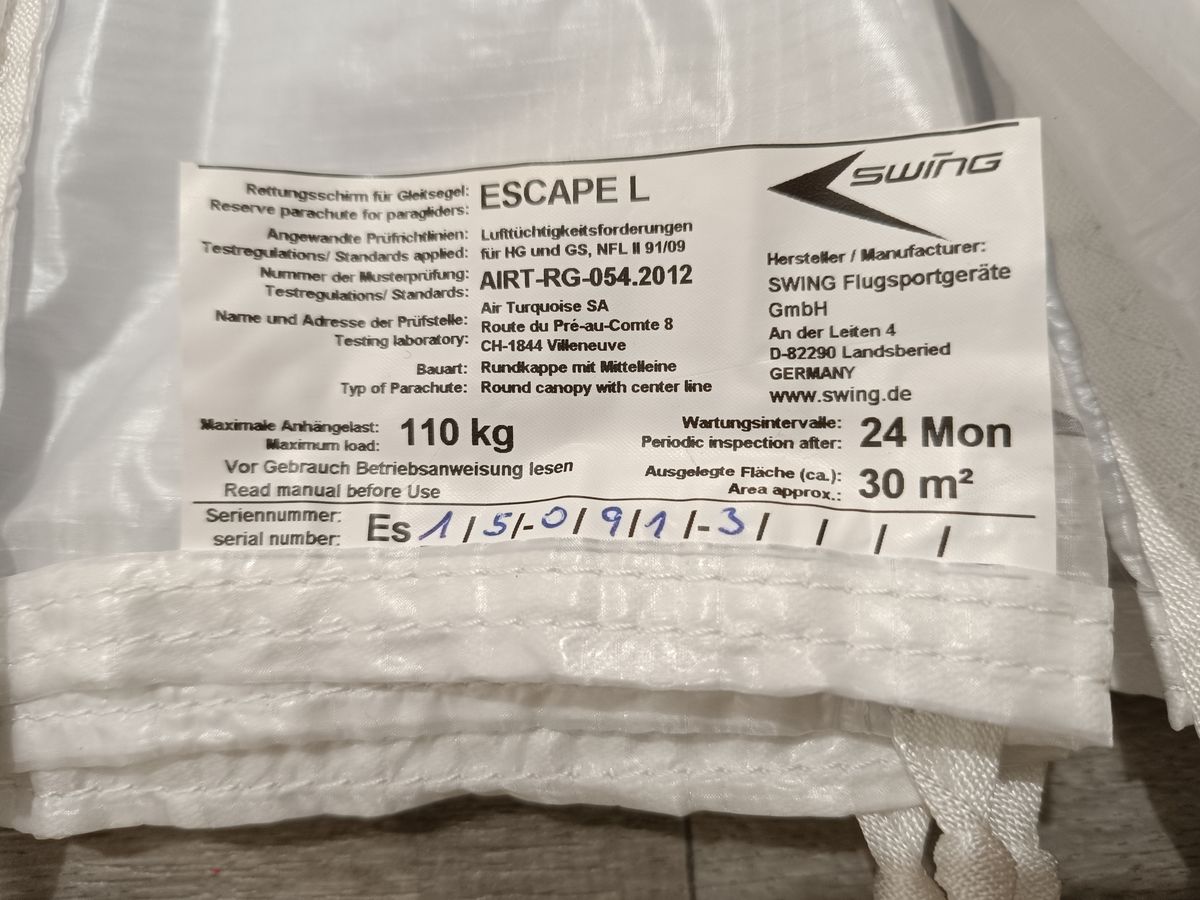 Rettungsschirm für Gleitsegel: ESCAPE L
Reserve parachute for paragliders:
Angewandte Prüfrichtlinien: Lufttüchtigkeitsforderungen
Testregulations/ Standards applied: für HG und GS, NFL II 91/09
Nummer der Musterprüfung: AIRT-RG-054.2012
Testregulations/ Standards:
Name und Adresse der Prüfstelle: Air Turquoise SA
Testing laboratory: Route du Pré-au-Comte 8
CH-1844 Villeneuve
Bauart: Rundkappe mit Mittelleine
Typ of Parachute: Round canopy with center line
SWING
Hersteller / Manufacturer:
SWING Flugsportgeräte
GmbH
An der Leiten 4
D-82290 Landsberied
GERMANY
www.swing.de
Maximale Anhängelast: 110 kg
Maximum load:
Wartungsintervalle: 24 Mon
Periodic inspection after:
Vor Gebrauch Betriebsanweisung lesen
Read manual before Use
Ausgelegte Fläche (ca.): 30 m²
Area approx.:
Seriennummer: Es 1/5/-0/9/1/-3/ / / /
serial number: